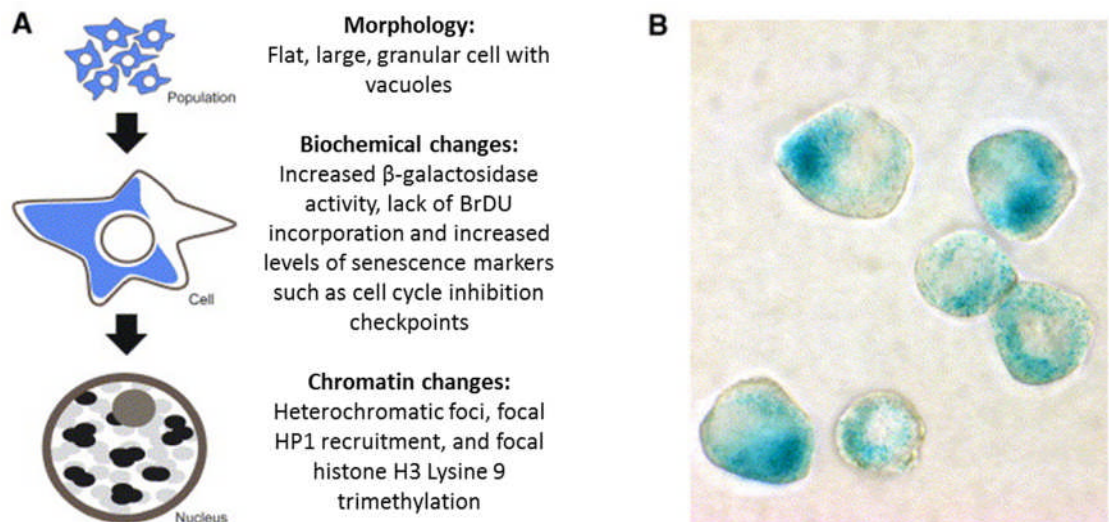 A
Population
Cell
Nucleus
Morphology:
Flat, large, granular cell with
vacuoles
Biochemical changes:
Increased β-galactosidase
activity, lack of BrDU
incorporation and increased
levels of senescence markers
such as cell cycle inhibition
checkpoints
Chromatin changes:
Heterochromatic foci, focal
HP1 recruitment, and focal
histone H3 Lysine 9
trimethylation
B